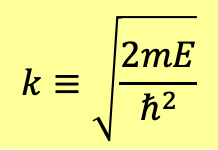 k ≡ √(2mE/ħ²)